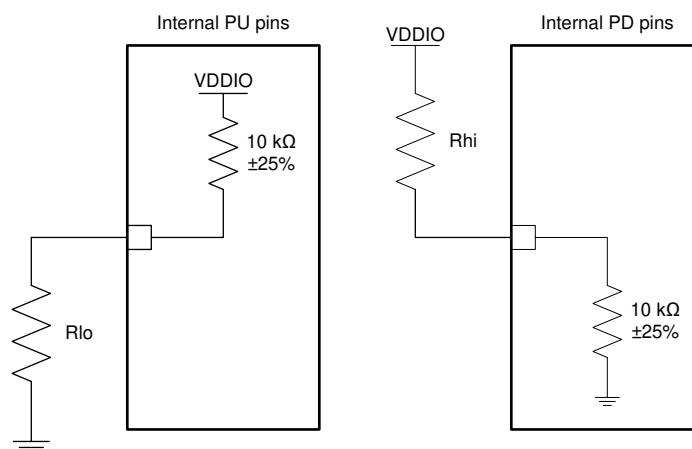 Internal PU pins
VDDIO
10 kΩ
±25%
Rlo
VDDIO
Internal PD pins
Rhi
10 kΩ
±25%